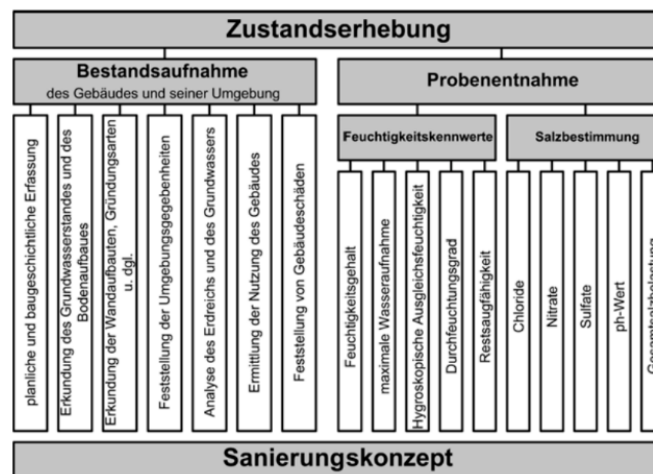 Zustandserhebung
Bestandsaufnahme
des Gebäudes und seiner Umgebung
Probenentnahme
Feuchtigkeitskennwerte
Salzbestimmung
planliche und baugeschichtliche Erfassung
Erkundung des Grundwasserstandes und des
Bodenaufbaues
Erkundung der Wandaufbauten, Gründungsarten
u. dgl.
Feststellung der Umgebungsgegebenheiten
Analyse des Erdreichs und des Grundwassers
Ermittlung der Nutzung des Gebäudes
Feststellung von Gebäudeschäden
Feuchtigkeitsgehalt
maximale Wasseraufnahme
Hygroskopische Ausgleichsfeuchtigkeit
Durchfeuchtungsgrad
Restsaugfähigkeit
Chloride
Nitrate
Sulfate
ph-Wert
Gesamtsalzbelastung
Sanierungskonzept